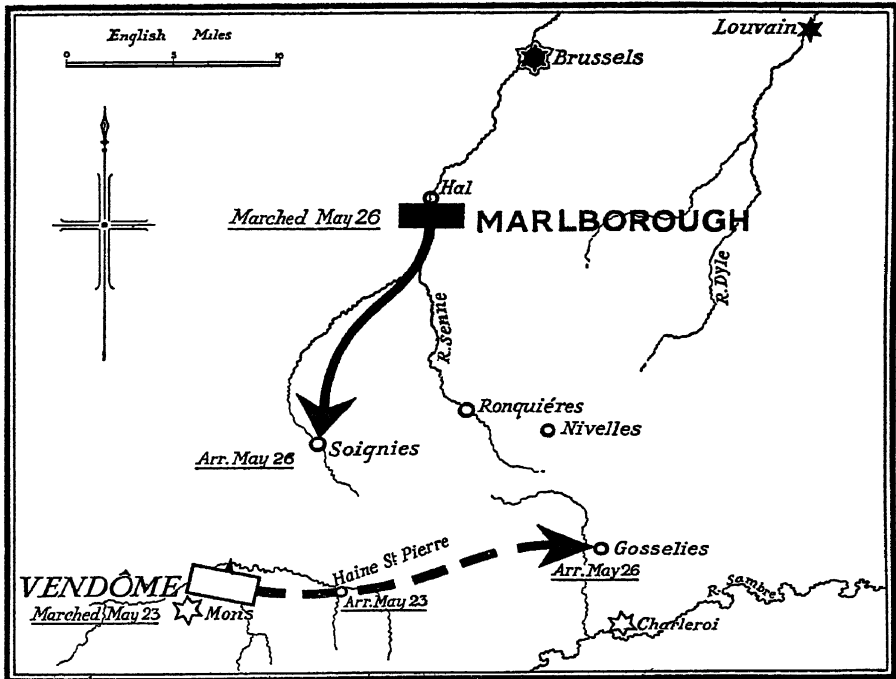 English Miles
0 5 10
Louvain
Brussels
Hal
Marched May 26
MARLBOROUGH
R. Dyle
R. Senne
Ronquiéres
Nivelles
Soignies
Arr. May 26
Haine St Pierre
Gosselies
Arr. May 26
VENDÔME
Marched May 23
Mons
Arr. May 23
R. Sambre
Charleroi